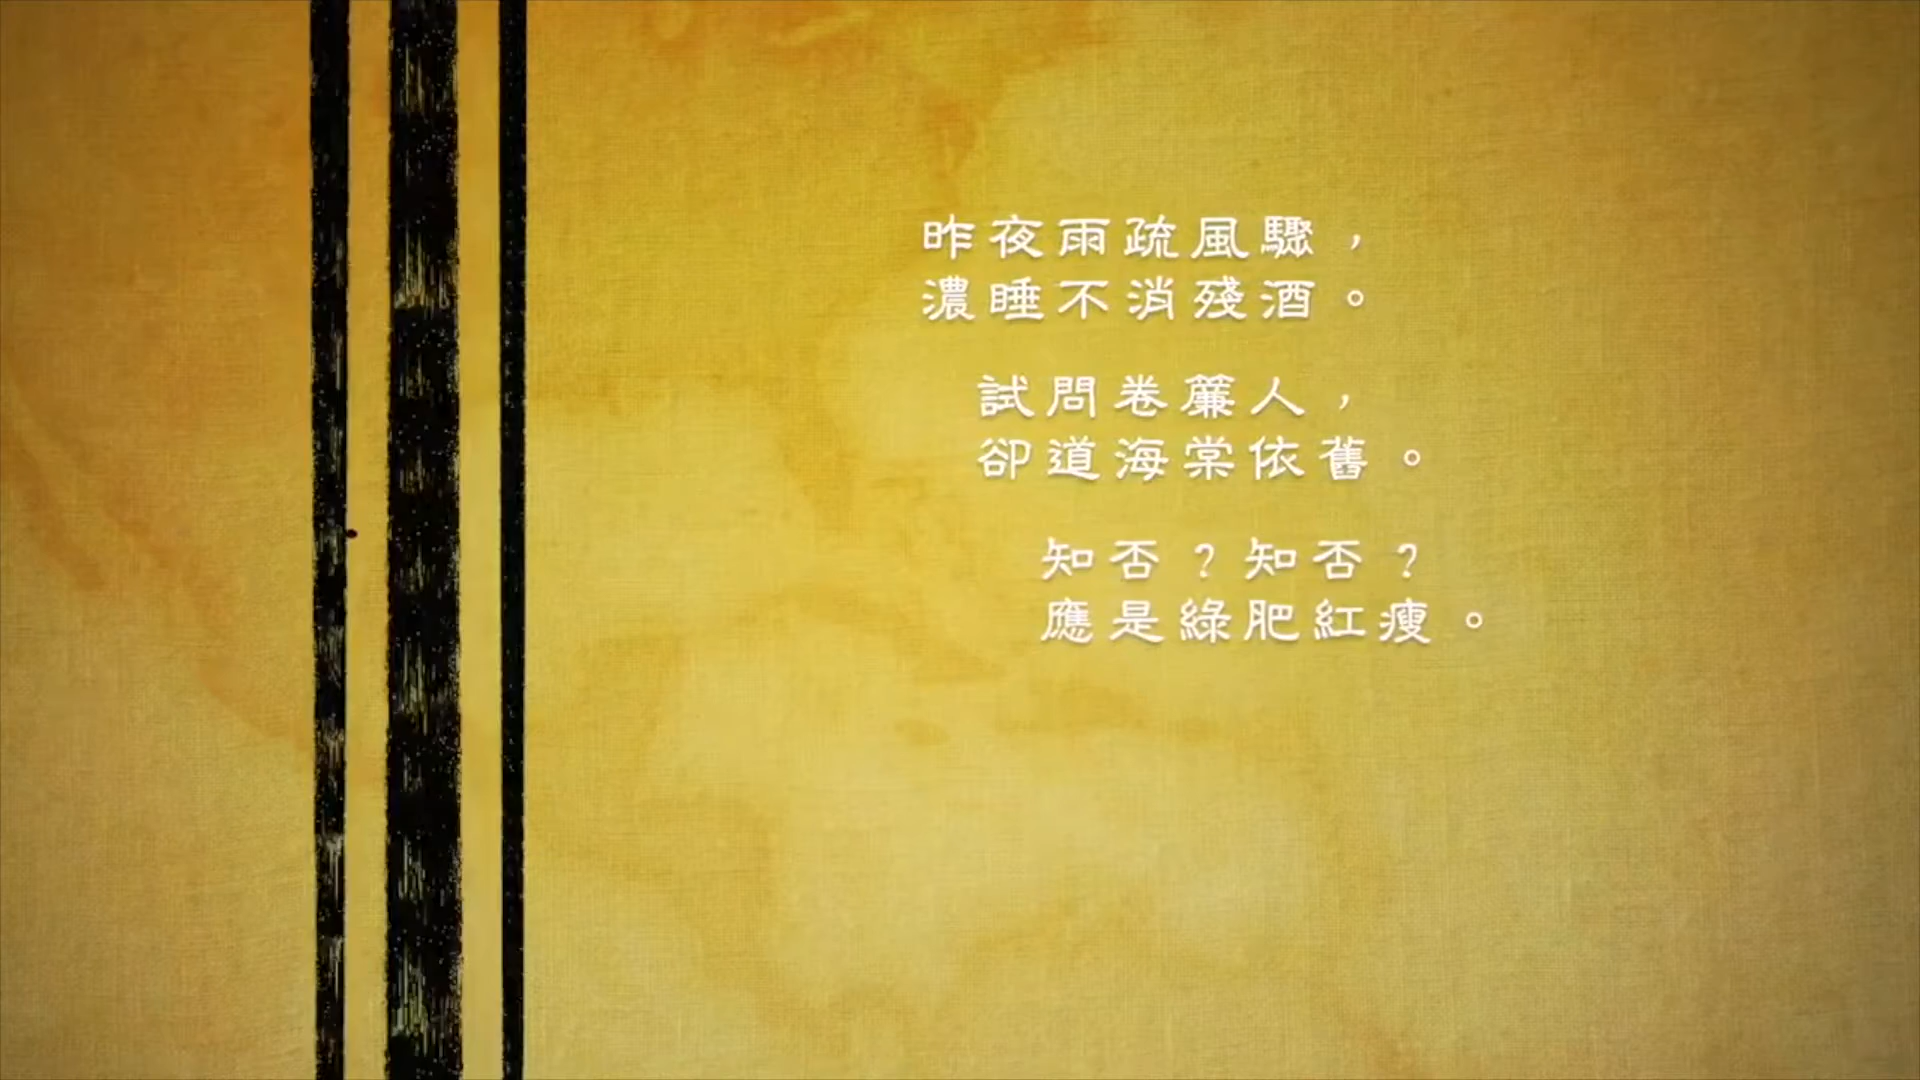 昨夜雨疏風驟，
濃睡不消殘酒。
試問卷簾人，
卻道海棠依舊。
知否？知否？
應是綠肥紅瘦。